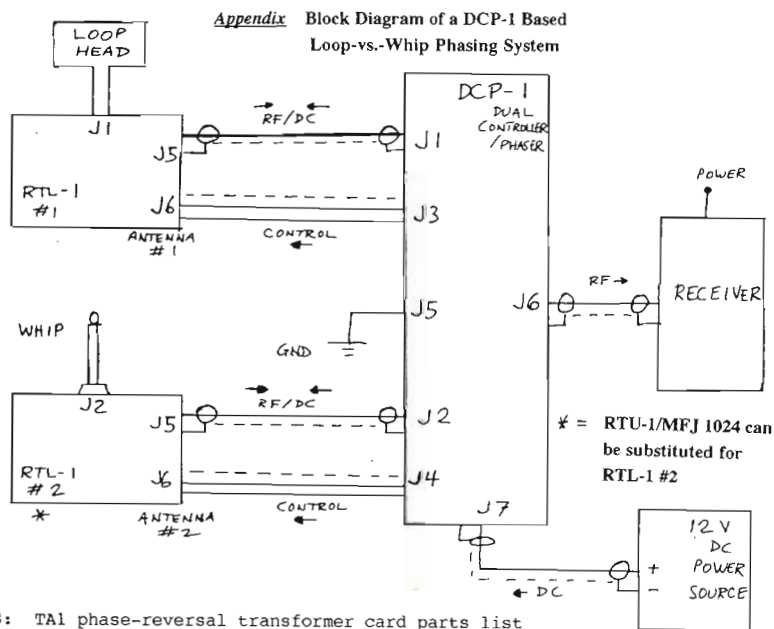 Appendix Block Diagram of a DCP-1 Based
Loop-vs.-Whip Phasing System
LOOP
HEAD
J1
J5
RTL-1
#1
J6
ANTENNA
#1
RF/DC
CONTROL
DCP-1
DUAL
CONTROLLER
/PHASER
J1
J3
J5
GND
J6
RF
POWER
RECEIVER
WHIP
J2
J5
RTL-1
#2
*
J6
ANTENNA
#2
RF/DC
CONTROL
J2
J4
J7
* = RTU-1/MFJ 1024 can
be substituted for
RTL-1 #2
12 V
DC
+ POWER
- SOURCE
DC
: TA1 phase-reversal transformer card parts list